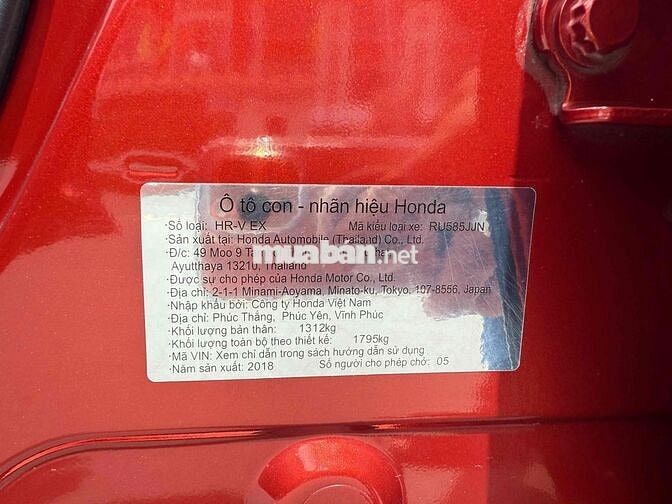 Ô tô con - nhãn hiệu Honda
·Số loại: HR-V EX Mã kiểu loại xe: RU585JJN
·Sản xuất tại: Honda Automobile (Thailand) Co., Ltd.
·Đ/c: 49 Moo 9
muaban.net
Ayutthaya 13210, Thailand
·Được sự cho phép của Honda Motor Co., Ltd.
·Địa chỉ: 2-1-1 Minami-Aoyama, Minato-ku, Tokyo, 107-8556, Japan
·Nhập khẩu bởi: Công ty Honda Việt Nam
·Địa chỉ: Phúc Thắng, Phúc Yên, Vĩnh Phúc
·Khối lượng bản thân: 1312kg
·Khối lượng toàn bộ theo thiết kế: 1795kg
·Mã VIN: Xem chỉ dẫn trong sách hướng dẫn sử dụng
·Năm sản xuất: 2018 Số người cho phép chở: 05